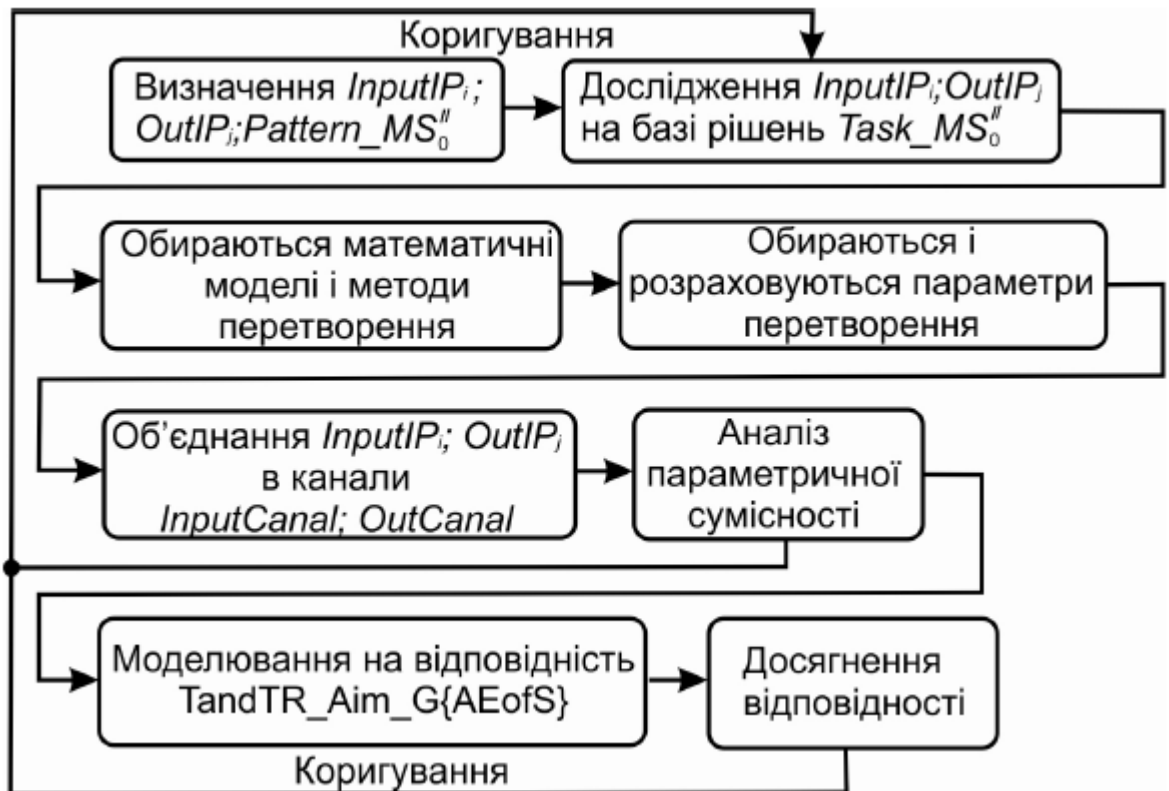 Коригування
Визначення InputIPᵢ;
OutIPⱼ;Pattern_MS₀ᴵᴵ
Дослідження InputIPᵢ;OutIPⱼ
на базі рішень Task_MS₀ᴵᴵ
Обираються математичні
моделі і методи
перетворення
Обираються і
розраховуються параметри
перетворення
Об’єднання InputIPᵢ; OutIPⱼ
в канали
InputCanal; OutCanal
Аналіз
параметричної
сумісності
Моделювання на відповідність
TandTR_Aim_G{AEofS}
Досягнення
відповідності
Коригування